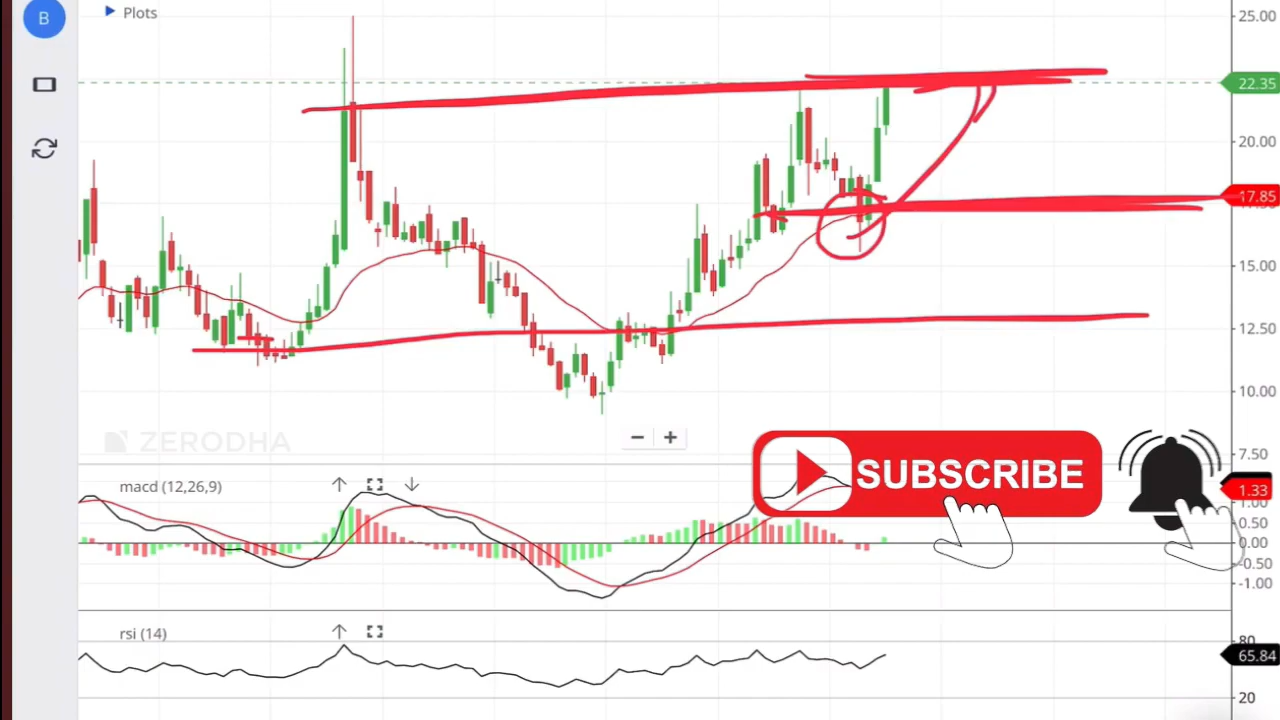 B
Plots
25.00
22.35
20.00
17.85
15.00
12.50
10.00
ZERODHA
7.50
macd (12,26,9)
SUBSCRIBE
1.33
0.50
0.00
-0.50
-1.00
rsi (14)
80
65.84
20